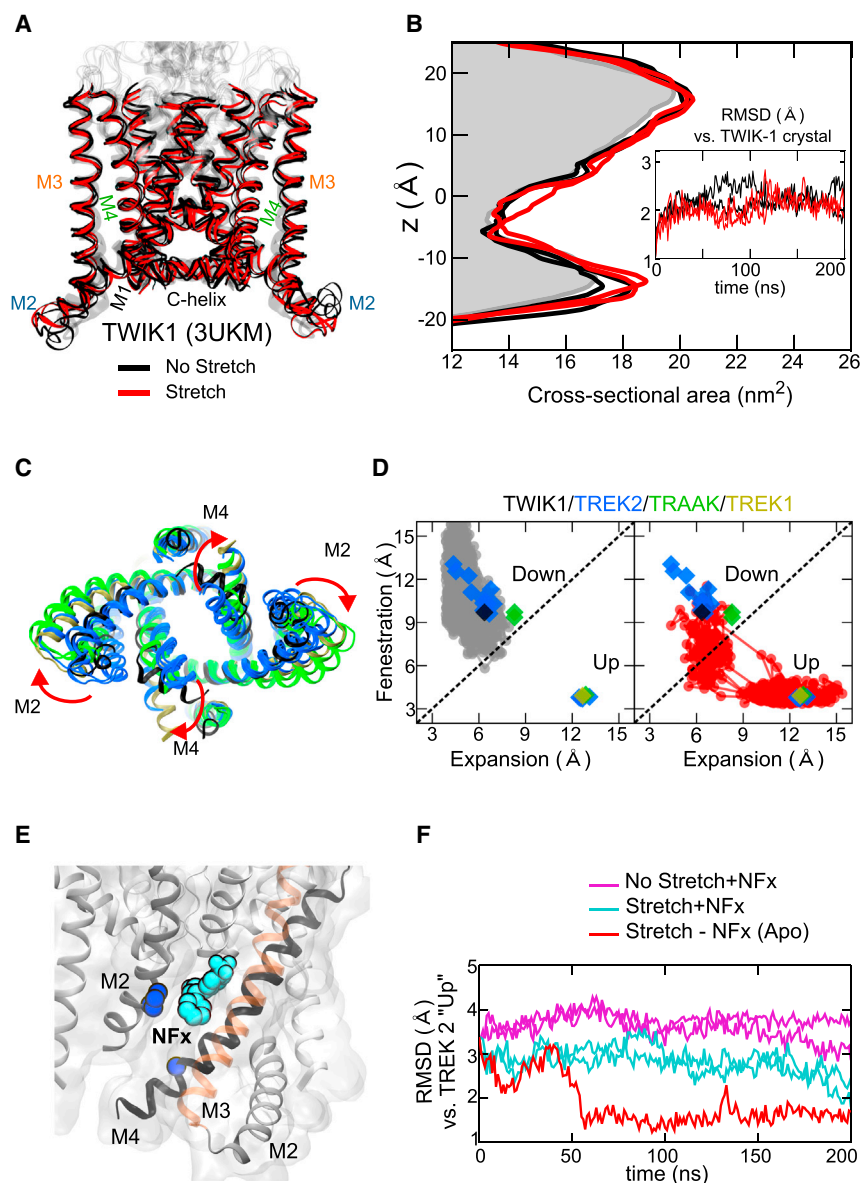 A
M3
M3
M4
M4
M2
M1
C-helix
M2
TWIK1 (3UKM)
No Stretch
Stretch
B
20
10
0
-10
-20
z (Å)
RMSD (Å)
vs. TWIK-1 crystal
3
2
1
0
100
200
time (ns)
12
14
16
18
20
22
24
26
Cross-sectional area (nm²)
C
M4
M2
M2
M4
D
TWIK1/TREK2/TRAAK/TREK1
15
12
9
6
3
Fenestration (Å)
Down
Up
Down
Up
3
6
9
12
15
3
6
9
12
15
Expansion (Å)
Expansion (Å)
E
M2
NFx
M3
M4
M2
F
No Stretch+NFx
Stretch+NFx
Stretch - NFx (Apo)
5
4
3
2
1
RMSD (Å)
vs. TREK 2 "Up"
0
50
100
150
200
time (ns)